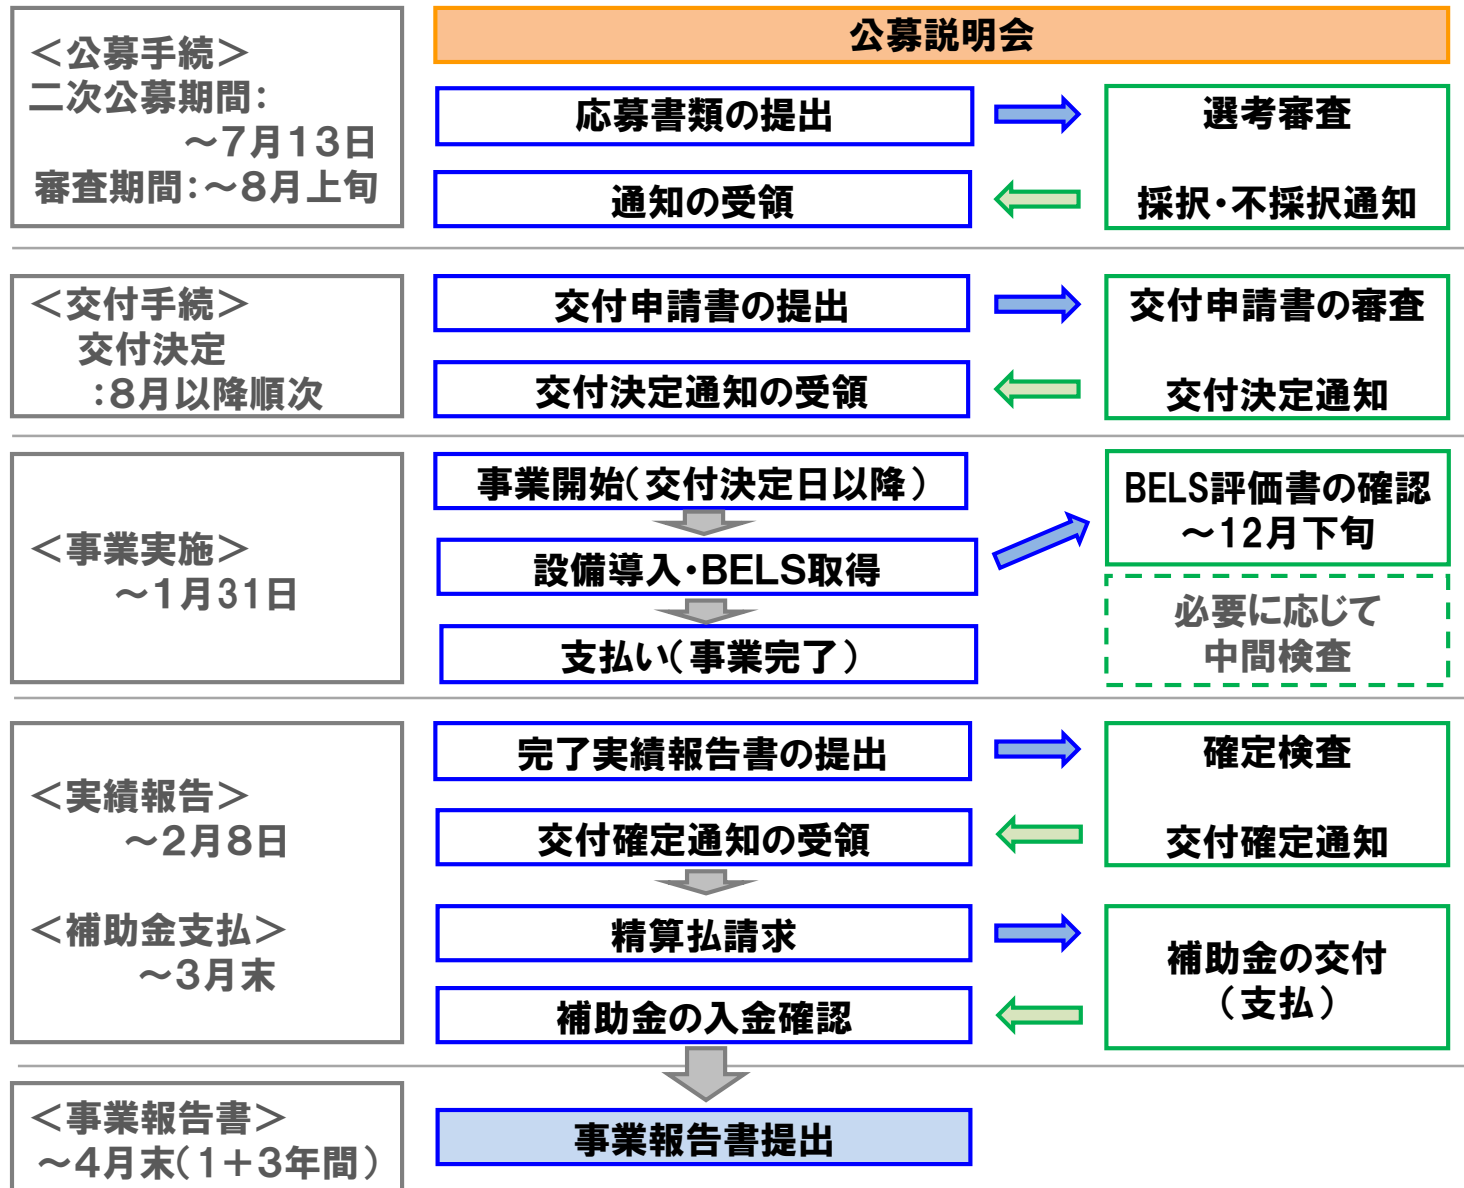 ＜公募手続＞
二次公募期間：
～7月13日
審査期間：～8月上旬
公募説明会
応募書類の提出
選考審査
通知の受領
採択・不採択通知
＜交付手続＞
交付決定
：8月以降順次
交付申請書の提出
交付申請書の審査
交付決定通知の受領
交付決定通知
＜事業実施＞
～1月31日
事業開始（交付決定日以降）
設備導入・BELS取得
支払い（事業完了）
BELS評価書の確認
～12月下旬
必要に応じて
中間検査
＜実績報告＞
～2月8日
＜補助金支払＞
～3月末
完了実績報告書の提出
確定検査
交付確定通知の受領
交付確定通知
精算払請求
補助金の入金確認
補助金の交付
（支払）
＜事業報告書＞
～4月末（1＋3年間）
事業報告書提出